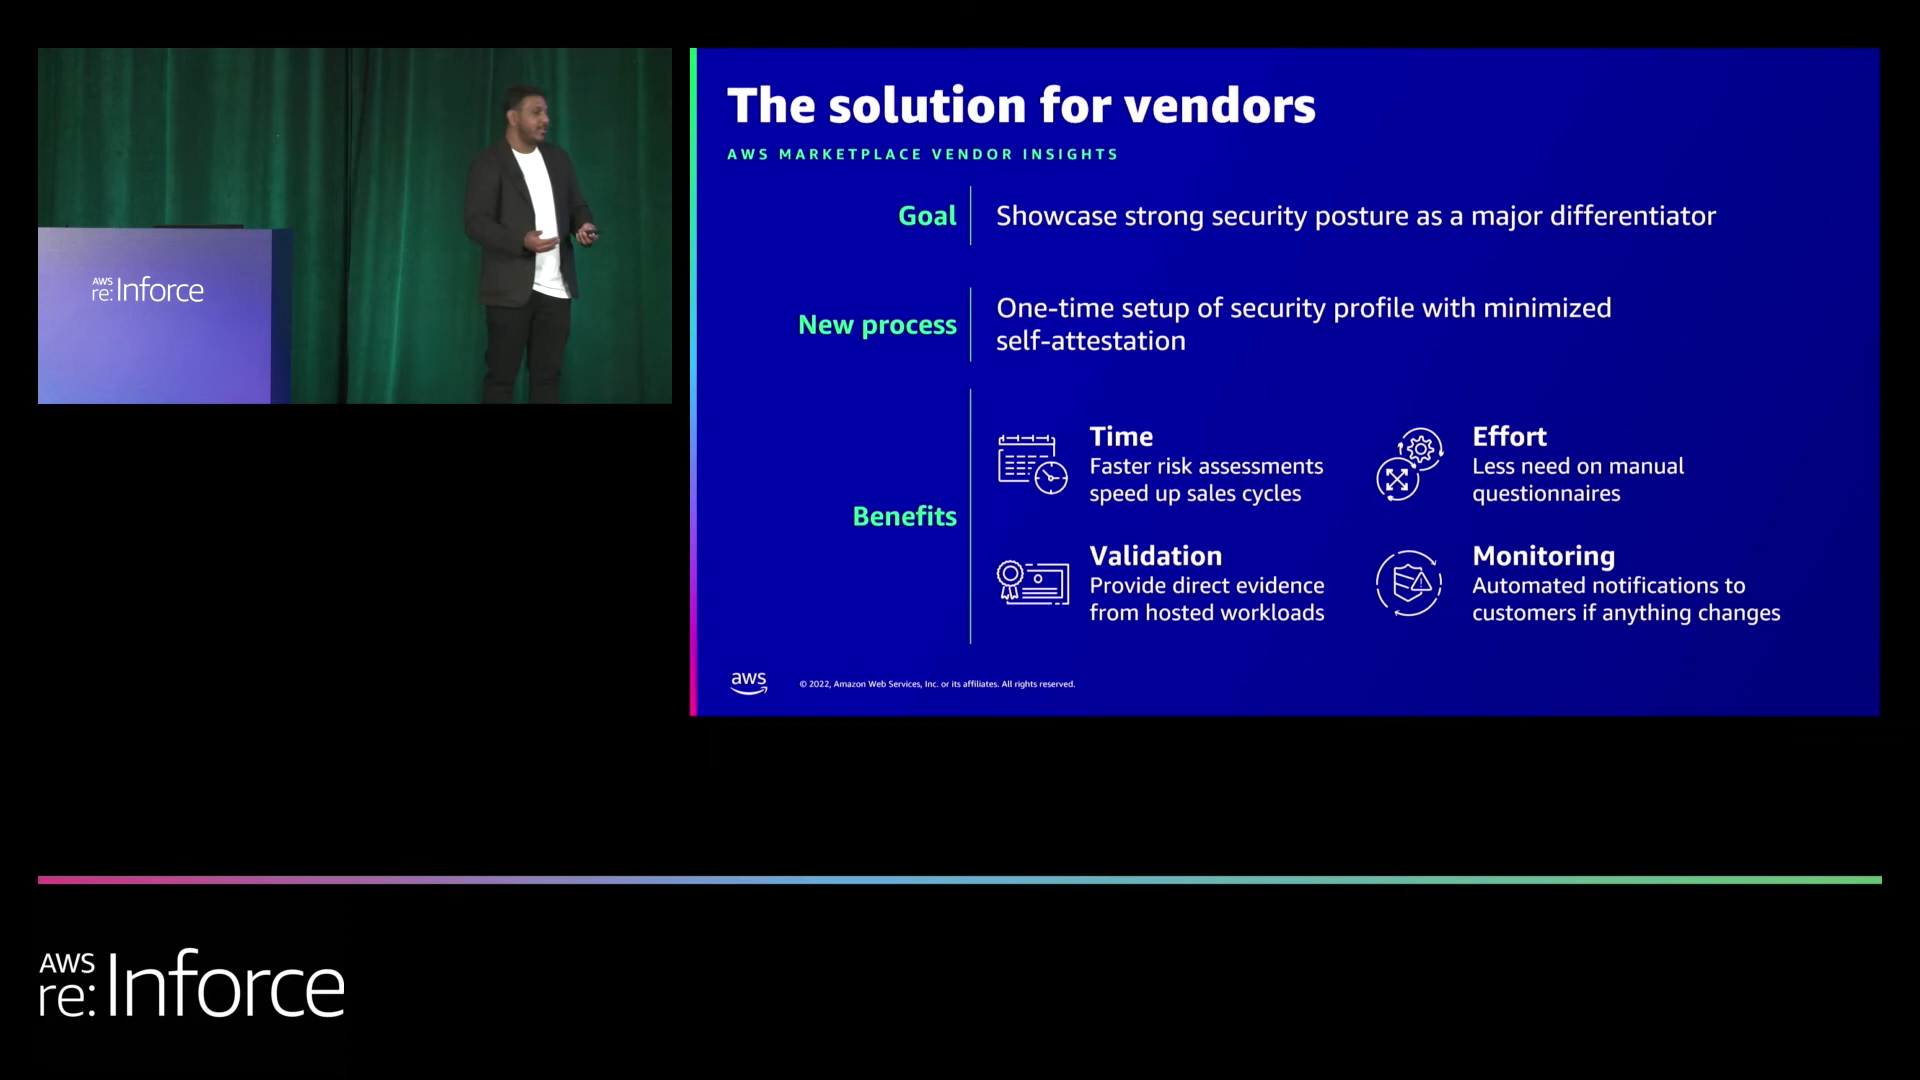 AWS
re:Inforce
The solution for vendors
AWS MARKETPLACE VENDOR INSIGHTS
Goal
Showcase strong security posture as a major differentiator
New process
One-time setup of security profile with minimized
self-attestation
Benefits
Time
Faster risk assessments
speed up sales cycles
Effort
Less need on manual
questionnaires
Validation
Provide direct evidence
from hosted workloads
Monitoring
Automated notifications to
customers if anything changes
aws
© 2022, Amazon Web Services, Inc. or its affiliates. All rights reserved.
AWS
re:Inforce